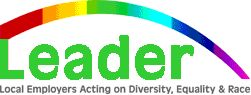 Leader
Local Employers Acting on Diversity, Equality & Race